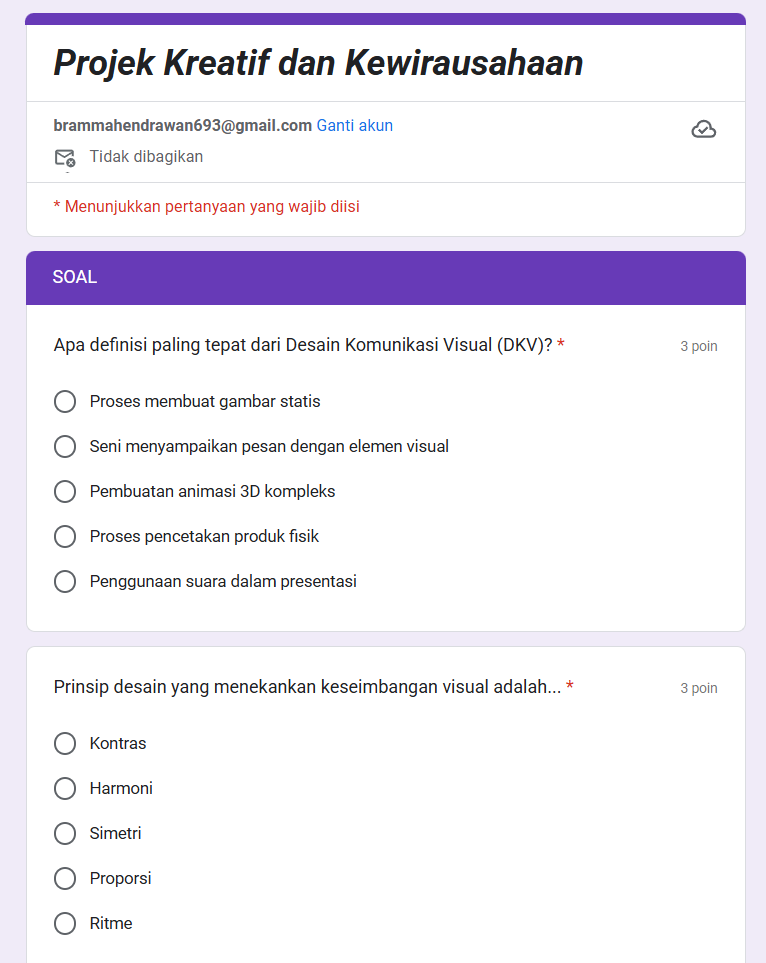 Projek Kreatif dan Kewirausahaan
brammahendrawan693@gmail.com Ganti akun
Tidak dibagikan
* Menunjukkan pertanyaan yang wajib diisi
SOAL
Apa definisi paling tepat dari Desain Komunikasi Visual (DKV)? * 3 poin
Proses membuat gambar statis
Seni menyampaikan pesan dengan elemen visual
Pembuatan animasi 3D kompleks
Proses pencetakan produk fisik
Penggunaan suara dalam presentasi
Prinsip desain yang menekankan keseimbangan visual adalah... * 3 poin
Kontras
Harmoni
Simetri
Proporsi
Ritme